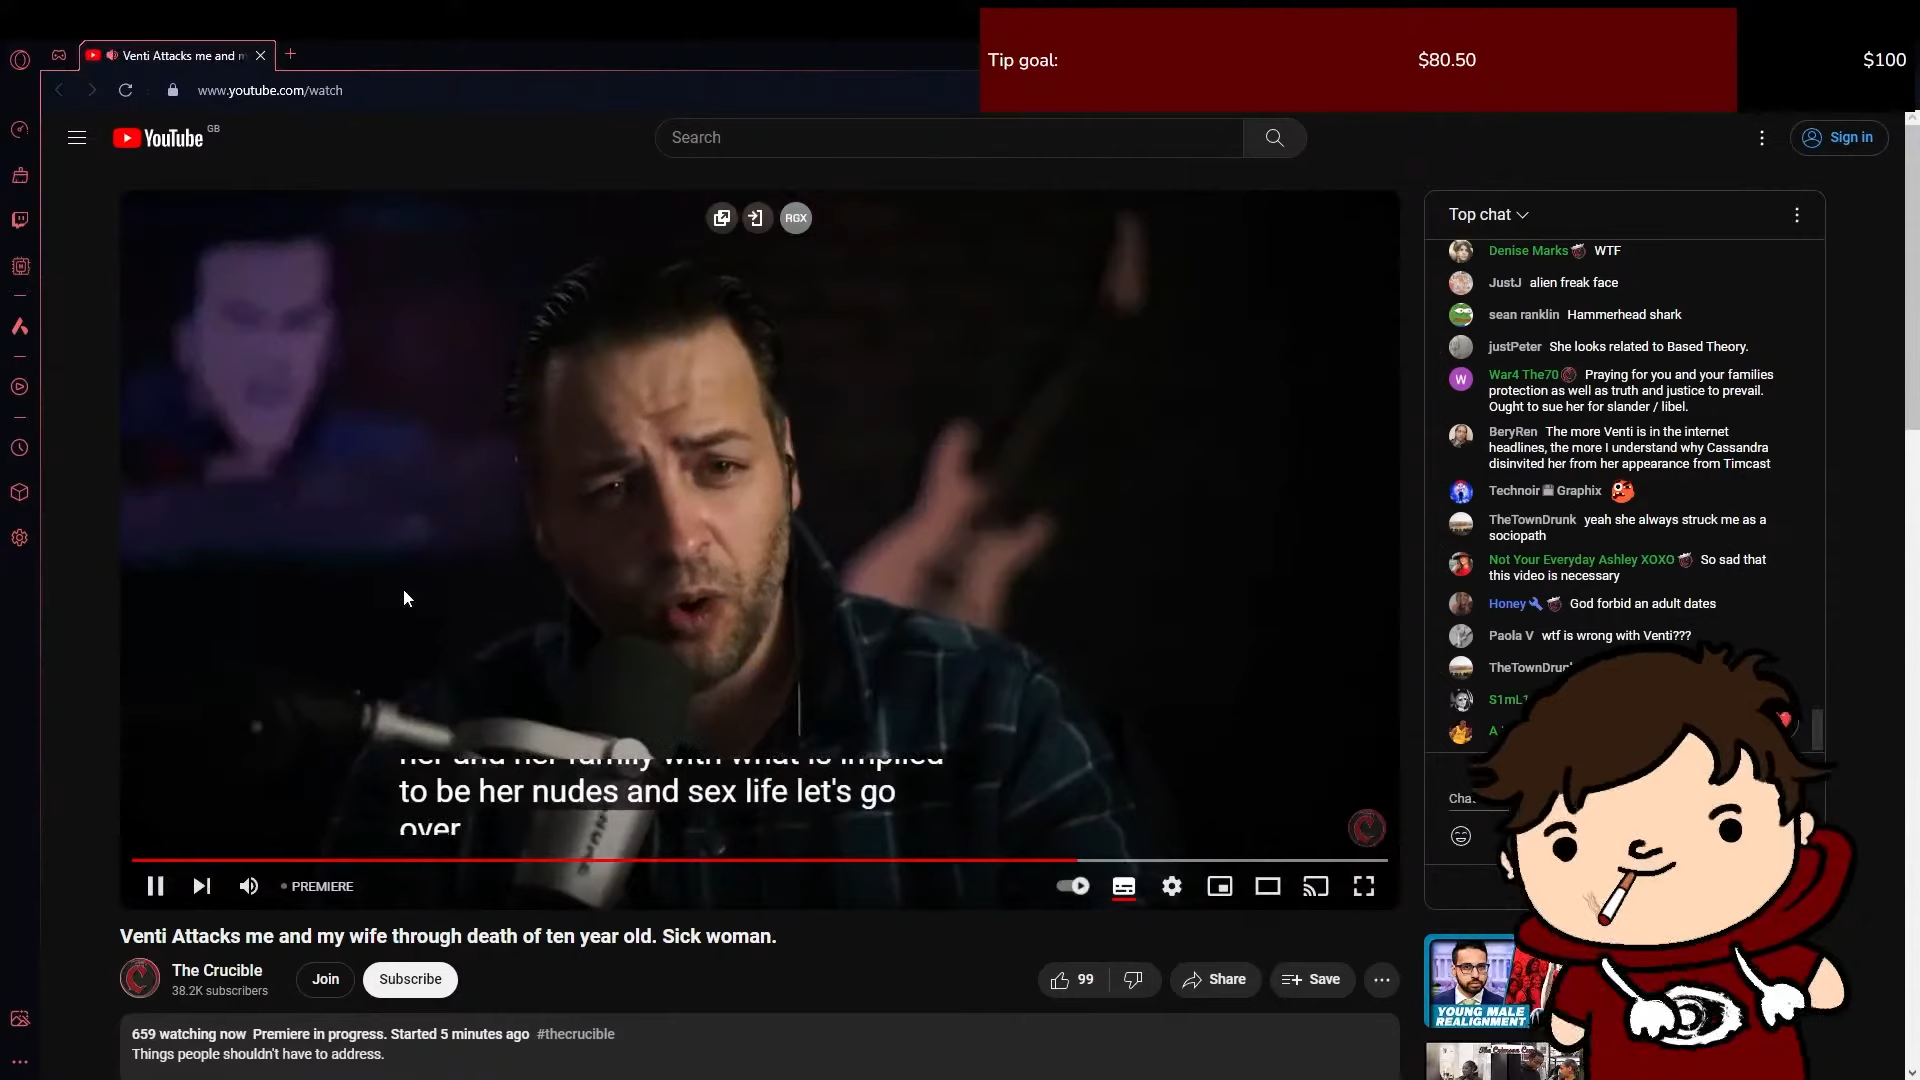 Tip goal:
$80.50
$100
Venti Attacks me and m
www.youtube.com/watch
YouTube GB
Search
Sign in
RGX
Top chat
Denise Marks WTF
JustJ alien freak face
sean ranklin Hammerhead shark
justPeter She looks related to Based Theory.
War4 The70 Praying for you and your families
protection as well as truth and justice to prevail.
Ought to sue her for slander / libel.
BeryRen The more Venti is in the internet
headlines, the more I understand why Cassandra
disinvited her from her appearance from Timcast
Technoir Graphix
TheTownDrunk yeah she always struck me as a
sociopath
Not Your Everyday Ashley XOXO So sad that
this video is necessary
Honey God forbid an adult dates
Paola V wtf is wrong with Venti???
TheTownDrun
S1mL1
A
Cha
her and her family with what is implied
to be her nudes and sex life let's go
over
PREMIERE
Venti Attacks me and my wife through death of ten year old. Sick woman.
The Crucible
38.2K subscribers
Join
Subscribe
99
Share
Save
659 watching now Premiere in progress. Started 5 minutes ago #thecrucible
Things people shouldn't have to address.
W
YOUNG MALE
REALIGNMENT